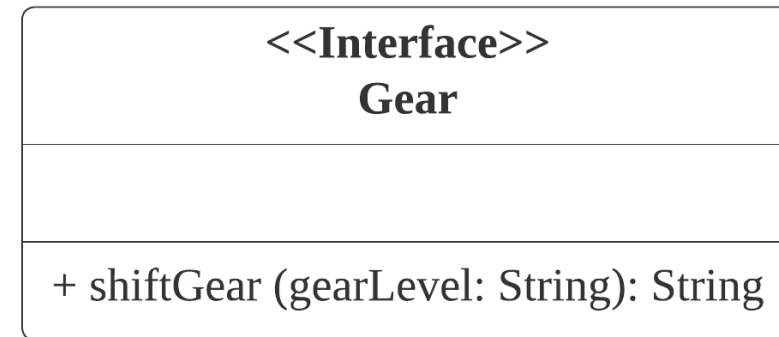 <<Interface>>
Gear
+ shiftGear (gearLevel: String): String